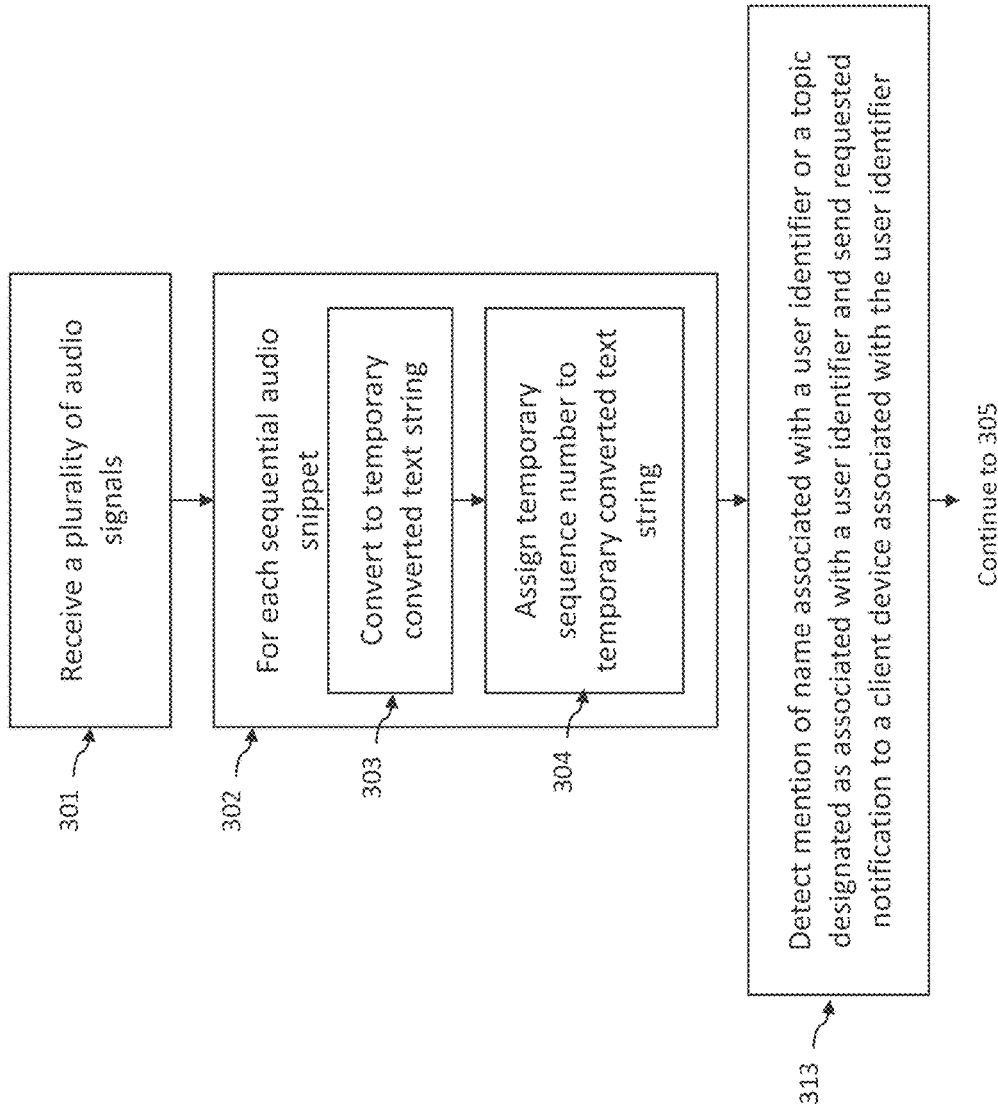 301
Receive a plurality of audio
signals
302
For each sequential audio
snippet
303
Convert to temporary
converted text string
304
Assign temporary
sequence number to
temporary converted text
string
313
Detect mention of name associated with a user identifier or a topic
designated as associated with a user identifier and send requested
notification to a client device associated with the user identifier
Continue to 305